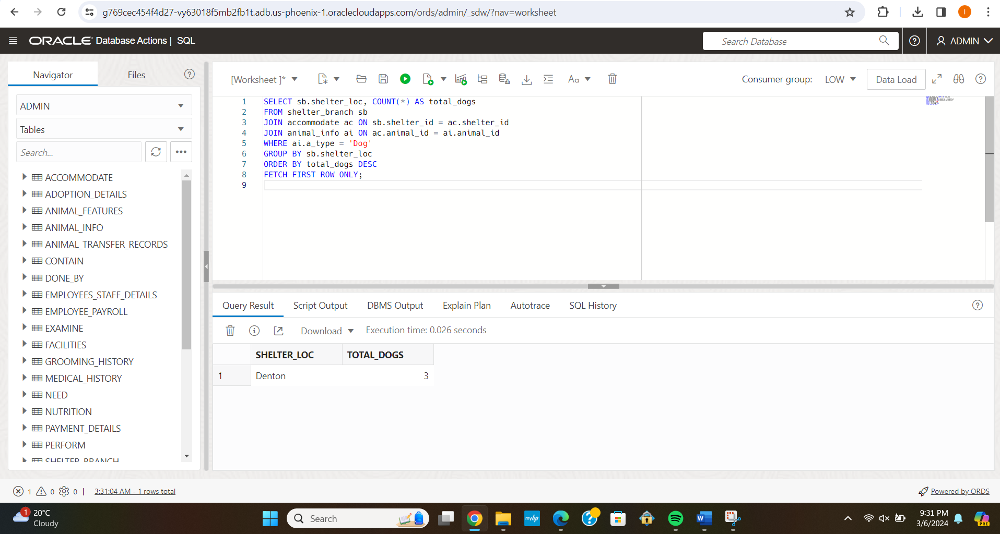 g769cec454f4d27-vy63018f5mb2fb1t.adb.us-phoenix-1.oraclecloudapps.com/ords/admin/_sdw/?nav=worksheet
I
ORACLE Database Actions | SQL
Search Database
ADMIN
Navigator
Files
ADMIN
Tables
Search...
ACCOMMODATE
ADOPTION_DETAILS
ANIMAL_FEATURES
ANIMAL_INFO
ANIMAL_TRANSFER_RECORDS
CONTAIN
DONE_BY
EMPLOYEES_STAFF_DETAILS
EMPLOYEE_PAYROLL
EXAMINE
FACILITIES
GROOMING_HISTORY
MEDICAL_HISTORY
NEED
NUTRITION
PAYMENT_DETAILS
PERFORM
SHELTER_BRANCH
[Worksheet ]*
Aa
Consumer group: LOW
Data Load
1 SELECT sb.shelter_loc, COUNT(*) AS total_dogs
2 FROM shelter_branch sb
3 JOIN accommodate ac ON sb.shelter_id = ac.shelter_id
4 JOIN animal_info ai ON ac.animal_id = ai.animal_id
5 WHERE ai.a_type = 'Dog'
6 GROUP BY sb.shelter_loc
7 ORDER BY total_dogs DESC
8 FETCH FIRST ROW ONLY;
9
Query Result Script Output DBMS Output Explain Plan Autotrace SQL History
Download Execution time: 0.026 seconds
SHELTER_LOC TOTAL_DOGS
1 Denton 3
1 0 0 | 3:31:04 AM - 1 rows total
Powered by ORDS
1
20°C
Cloudy
Search
myhp
W
9:31 PM
3/6/2024
PRE